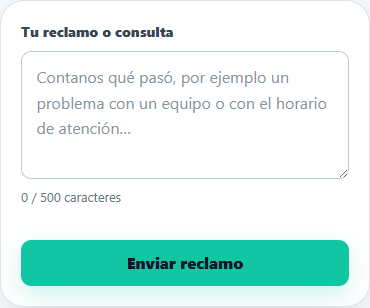 Tu reclamo o consulta
Contanos qué pasó, por ejemplo un
problema con un equipo o con el horario
de atención...
0 / 500 caracteres
Enviar reclamo